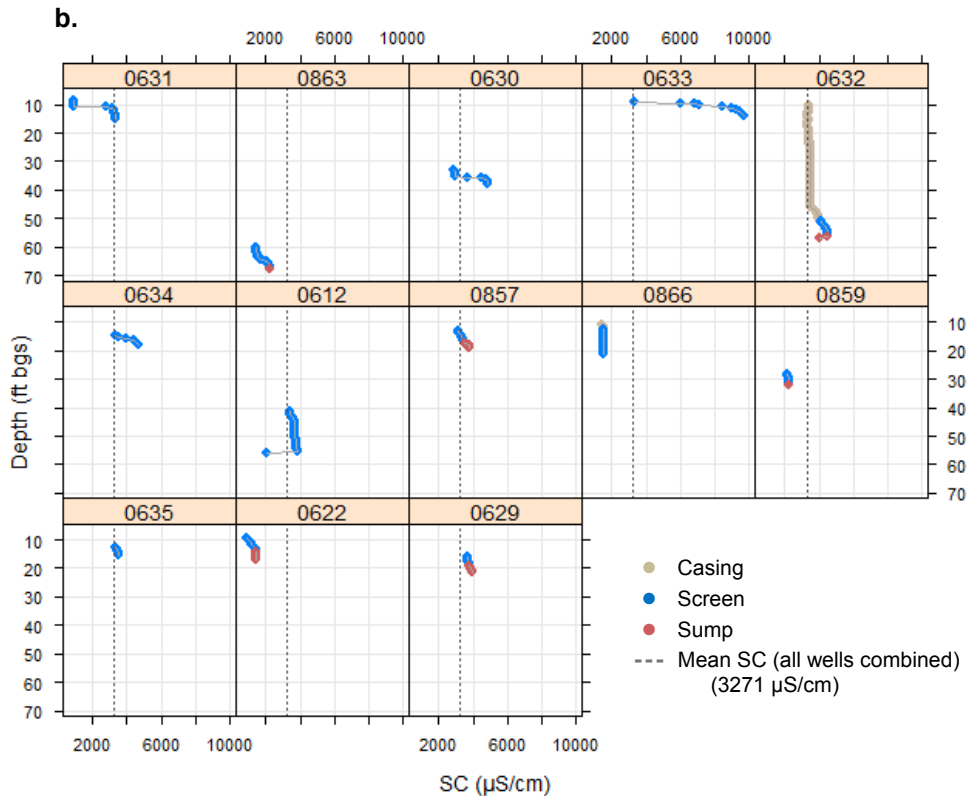 b.
2000 6000 10000 2000 6000 10000
0631 0863 0630 0633 0632
10
20
30
40
50
60
70
0634 0612 0857 0866 0859
10
20
30
40
50
60
70
Depth (ft bgs)
0635 0622 0629
10
20
30
40
50
60
70
Casing
Screen
Sump
Mean SC (all wells combined)
(3271 µS/cm)
2000 6000 10000 2000 6000 10000
SC (µS/cm)